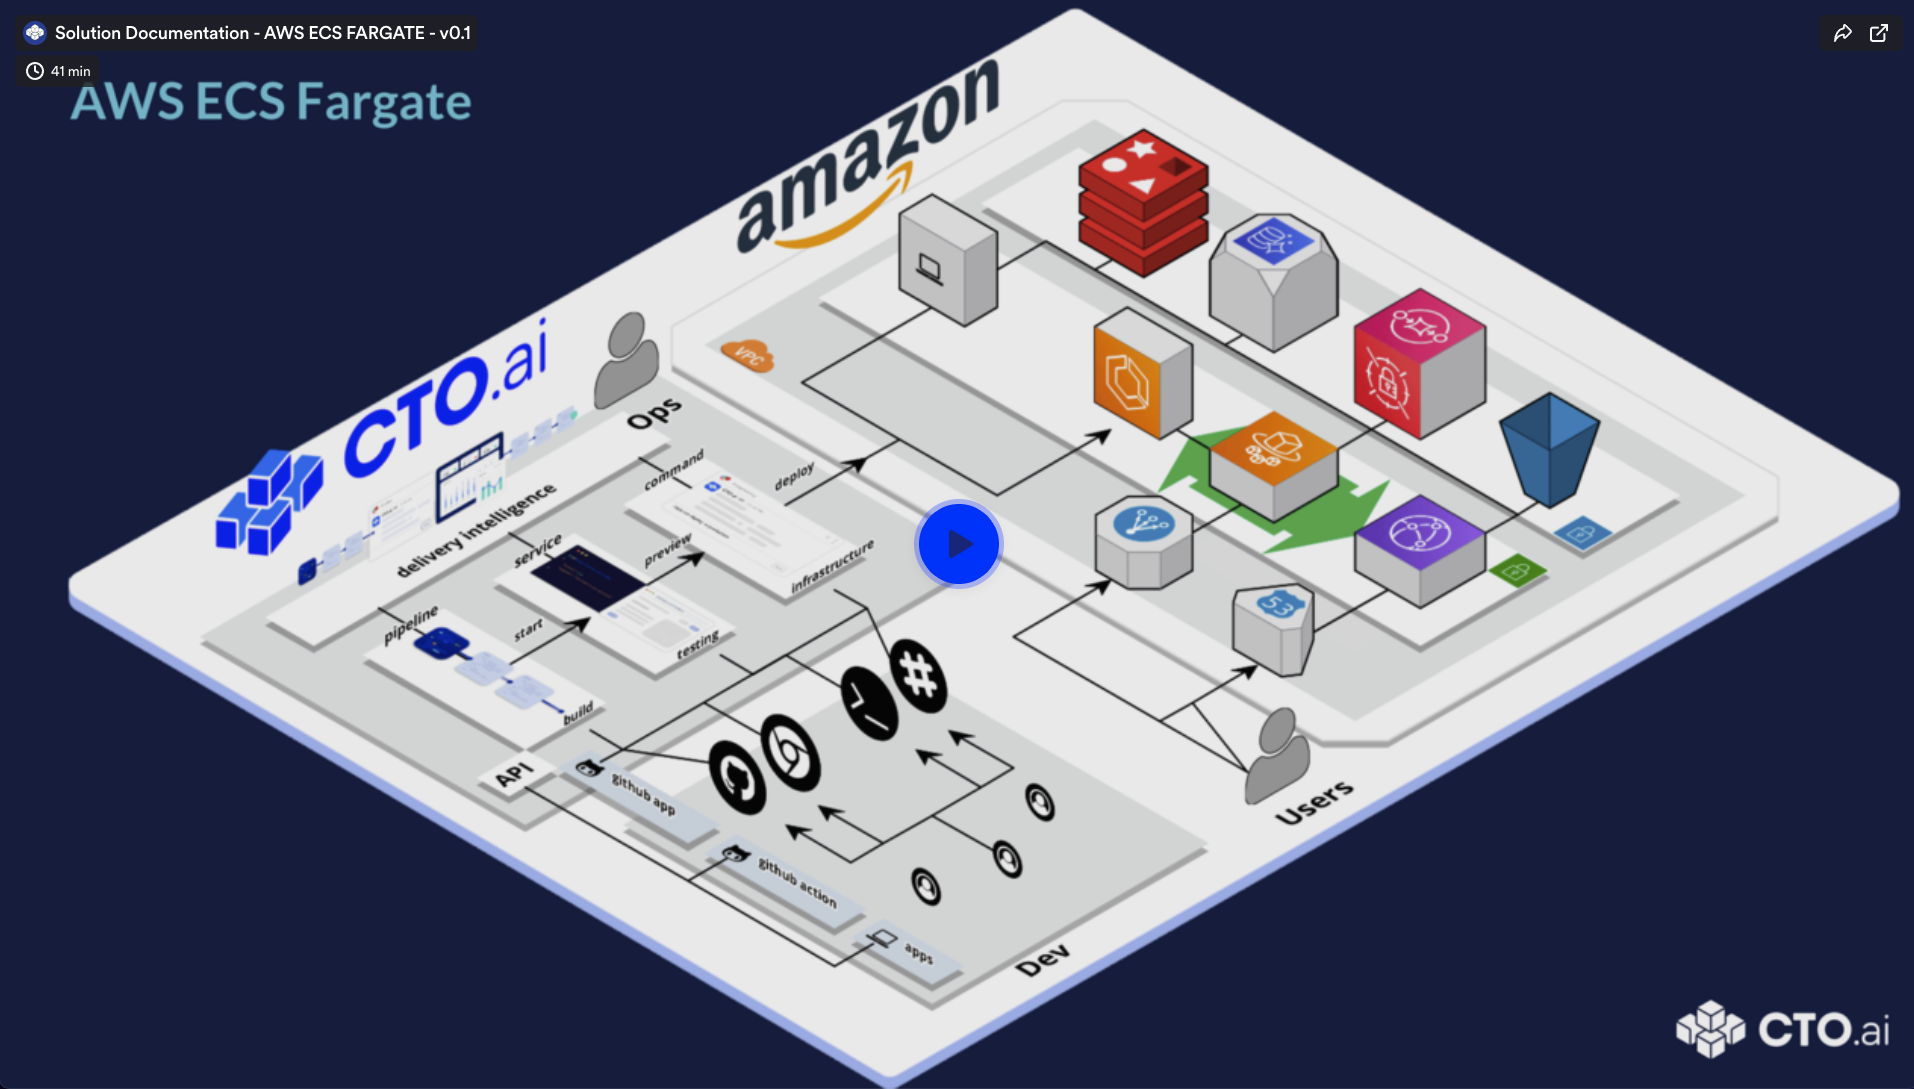 Solution Documentation - AWS ECS FARGATE - v0.1
41 min
AWS ECS Fargate
amazon
VPC
CTO.ai
Ops
delivery intelligence
command
deploy
infrastructure
service
preview
testing
pipeline
start
build
API
github app
github action
apps
53
Users
Dev
CTO.ai